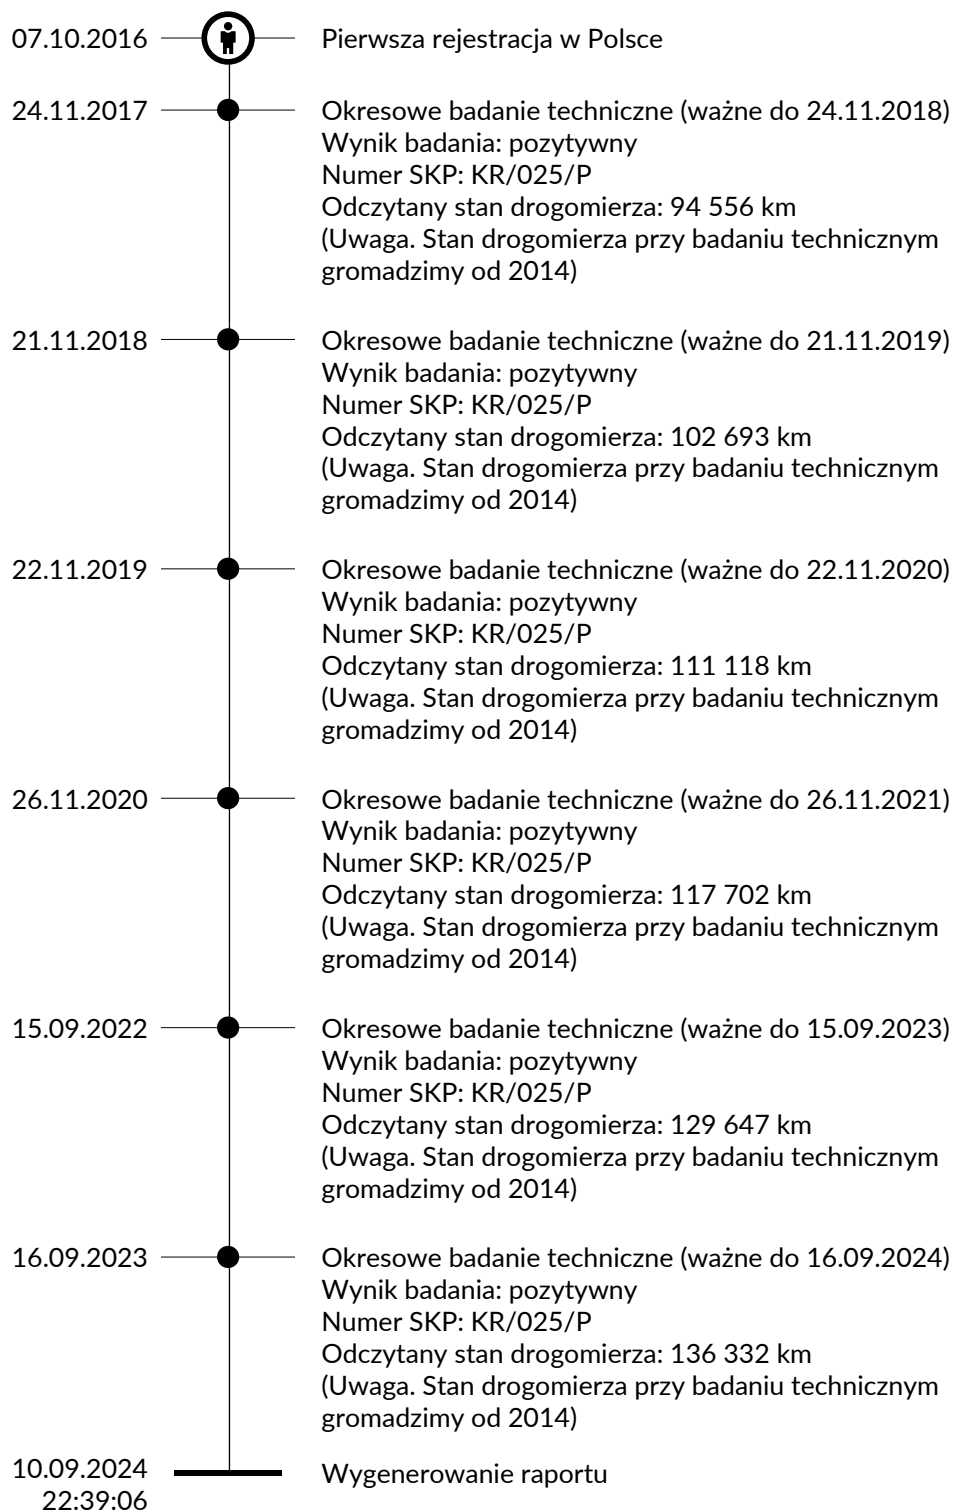 07.10.2016 Pierwsza rejestracja w Polsce
24.11.2017 Okresowe badanie techniczne (ważne do 24.11.2018)
Wynik badania: pozytywny
Numer SKP: KR/025/P
Odczytany stan drogomierza: 94 556 km
(Uwaga. Stan drogomierza przy badaniu technicznym
gromadzimy od 2014)
21.11.2018 Okresowe badanie techniczne (ważne do 21.11.2019)
Wynik badania: pozytywny
Numer SKP: KR/025/P
Odczytany stan drogomierza: 102 693 km
(Uwaga. Stan drogomierza przy badaniu technicznym
gromadzimy od 2014)
22.11.2019 Okresowe badanie techniczne (ważne do 22.11.2020)
Wynik badania: pozytywny
Numer SKP: KR/025/P
Odczytany stan drogomierza: 111 118 km
(Uwaga. Stan drogomierza przy badaniu technicznym
gromadzimy od 2014)
26.11.2020 Okresowe badanie techniczne (ważne do 26.11.2021)
Wynik badania: pozytywny
Numer SKP: KR/025/P
Odczytany stan drogomierza: 117 702 km
(Uwaga. Stan drogomierza przy badaniu technicznym
gromadzimy od 2014)
15.09.2022 Okresowe badanie techniczne (ważne do 15.09.2023)
Wynik badania: pozytywny
Numer SKP: KR/025/P
Odczytany stan drogomierza: 129 647 km
(Uwaga. Stan drogomierza przy badaniu technicznym
gromadzimy od 2014)
16.09.2023 Okresowe badanie techniczne (ważne do 16.09.2024)
Wynik badania: pozytywny
Numer SKP: KR/025/P
Odczytany stan drogomierza: 136 332 km
(Uwaga. Stan drogomierza przy badaniu technicznym
gromadzimy od 2014)
10.09.2024 Wygenerowanie raportu
22:39:06